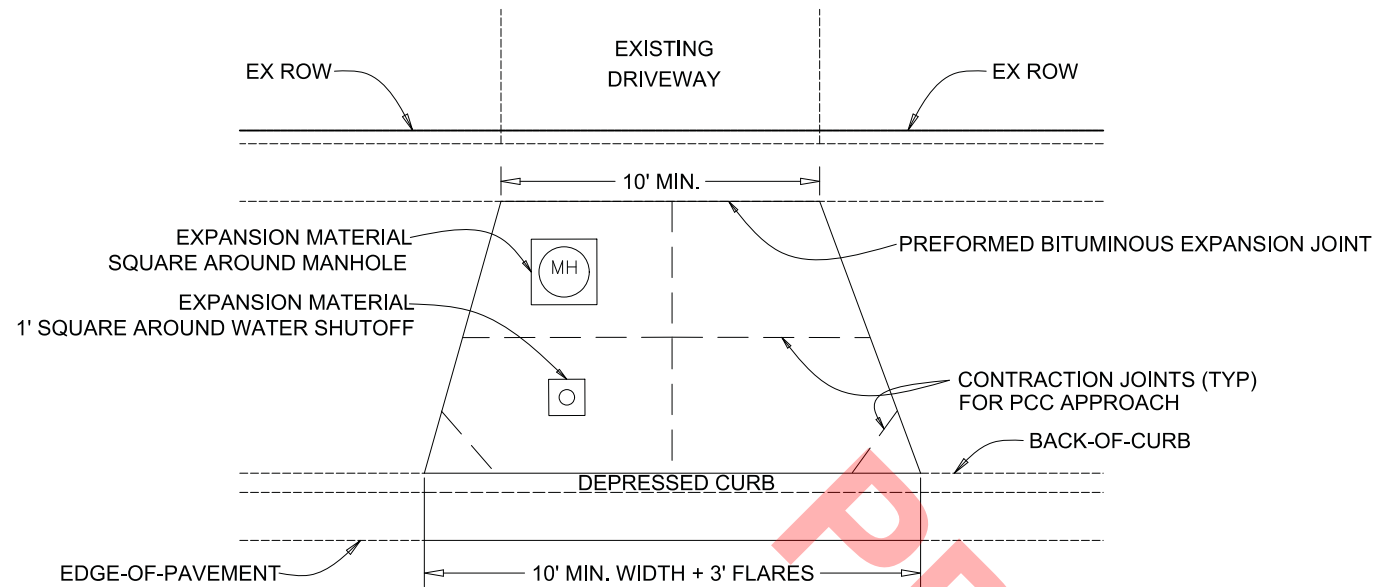 EXISTING
DRIVEWAY
EX ROW
EX ROW
10' MIN.
EXPANSION MATERIAL
SQUARE AROUND MANHOLE
MH
PREFORMED BITUMINOUS EXPANSION JOINT
EXPANSION MATERIAL
1' SQUARE AROUND WATER SHUTOFF
CONTRACTION JOINTS (TYP)
FOR PCC APPROACH
BACK-OF-CURB
DEPRESSED CURB
EDGE-OF-PAVEMENT
10' MIN. WIDTH + 3' FLARES